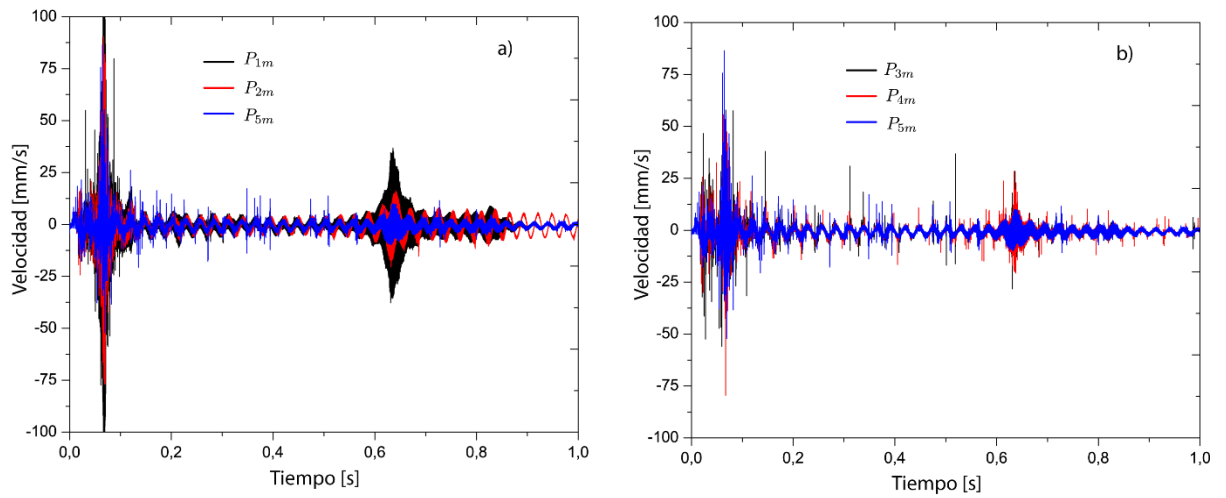 a)
P1m
P2m
P5m
Velocidad [mm/s]
100
75
50
25
0
-25
-50
-75
-100
0,0 0,2 0,4 0,6 0,8 1,0
Tiempo [s]
b)
P3m
P4m
P5m
Velocidad [mm/s]
100
75
50
25
0
-25
-50
-75
-100
0,0 0,2 0,4 0,6 0,8 1,0
Tiempo [s]